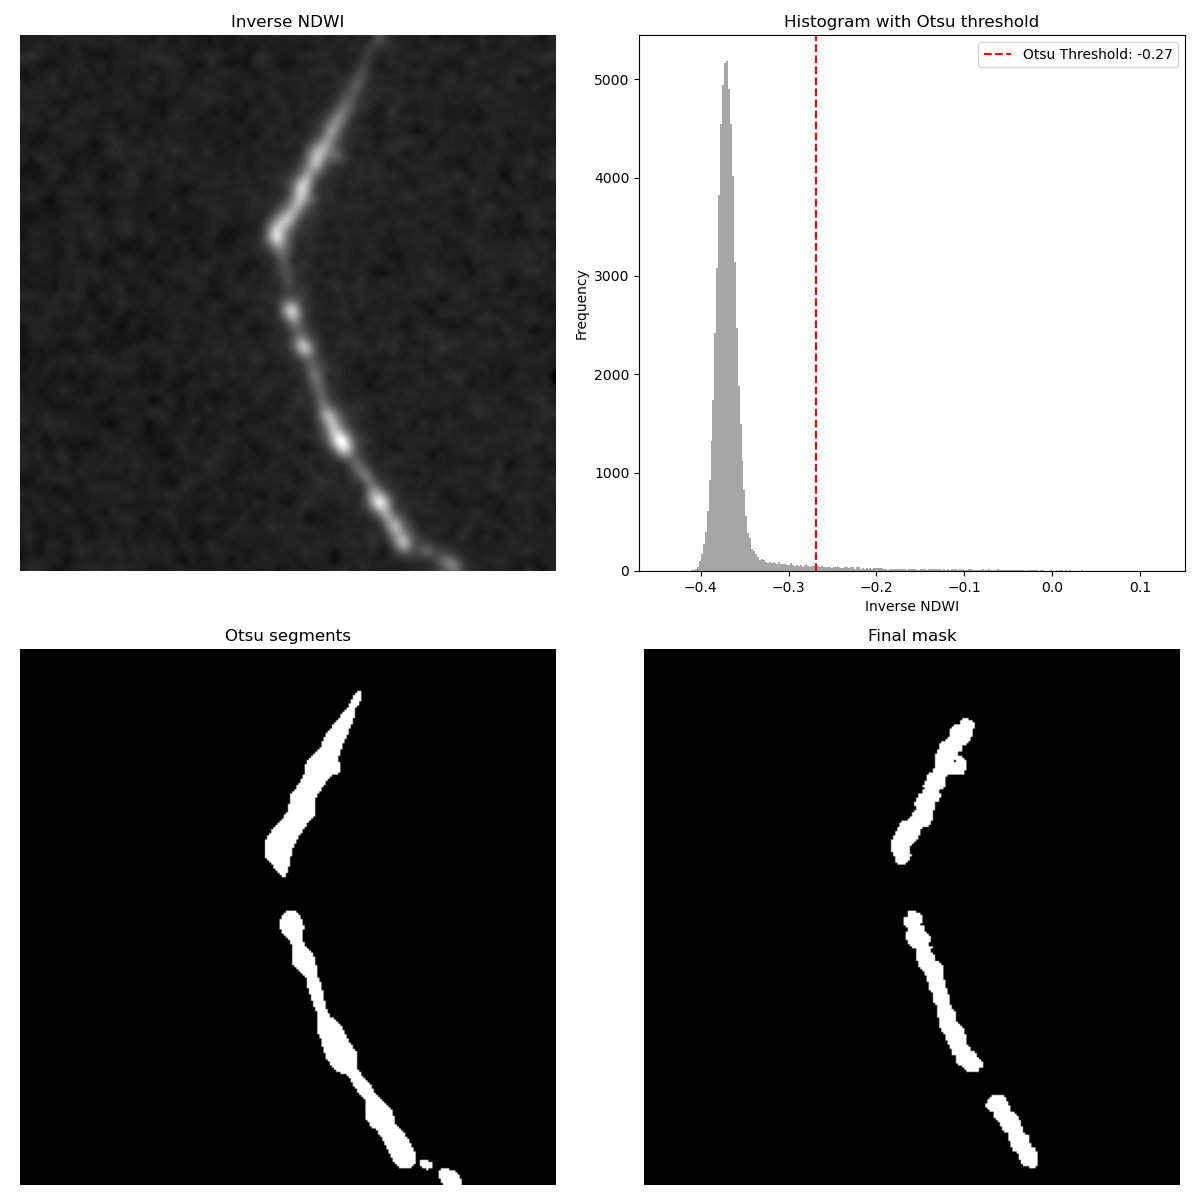 Inverse NDWI
Histogram with Otsu threshold
Otsu Threshold: -0.27
5000
4000
3000
2000
1000
0
Frequency
−0.4
−0.3
−0.2
−0.1
0.0
0.1
Inverse NDWI
Otsu segments
Final mask